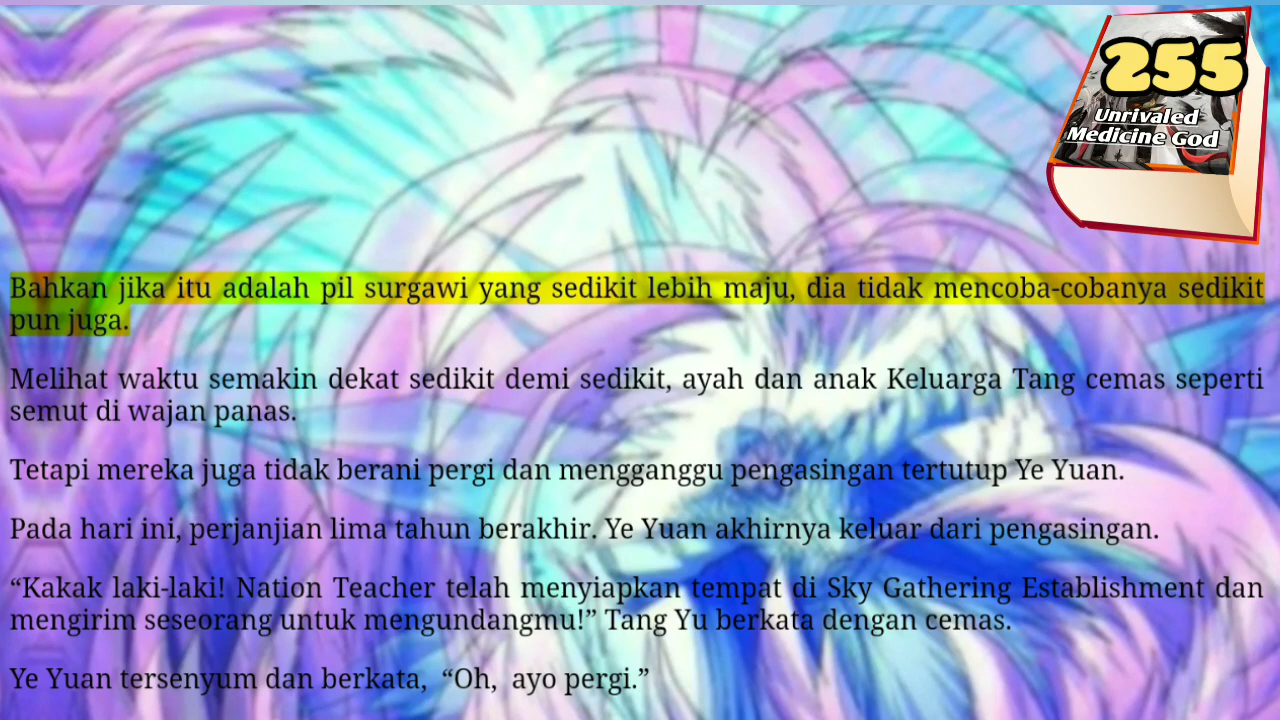 255
Unrivaled
Medicine God
Bahkan jika itu adalah pil surgawi yang sedikit lebih maju, dia tidak mencoba-cobanya sedikit
pun juga.
Melihat waktu semakin dekat sedikit demi sedikit, ayah dan anak Keluarga Tang cemas seperti
semut di wajan panas.
Tetapi mereka juga tidak berani pergi dan mengganggu pengasingan tertutup Ye Yuan.
Pada hari ini, perjanjian lima tahun berakhir. Ye Yuan akhirnya keluar dari pengasingan.
“Kakak laki-laki! Nation Teacher telah menyiapkan tempat di Sky Gathering Establishment dan
mengirim seseorang untuk mengundangmu!” Tang Yu berkata dengan cemas.
Ye Yuan tersenyum dan berkata, “Oh, ayo pergi.”